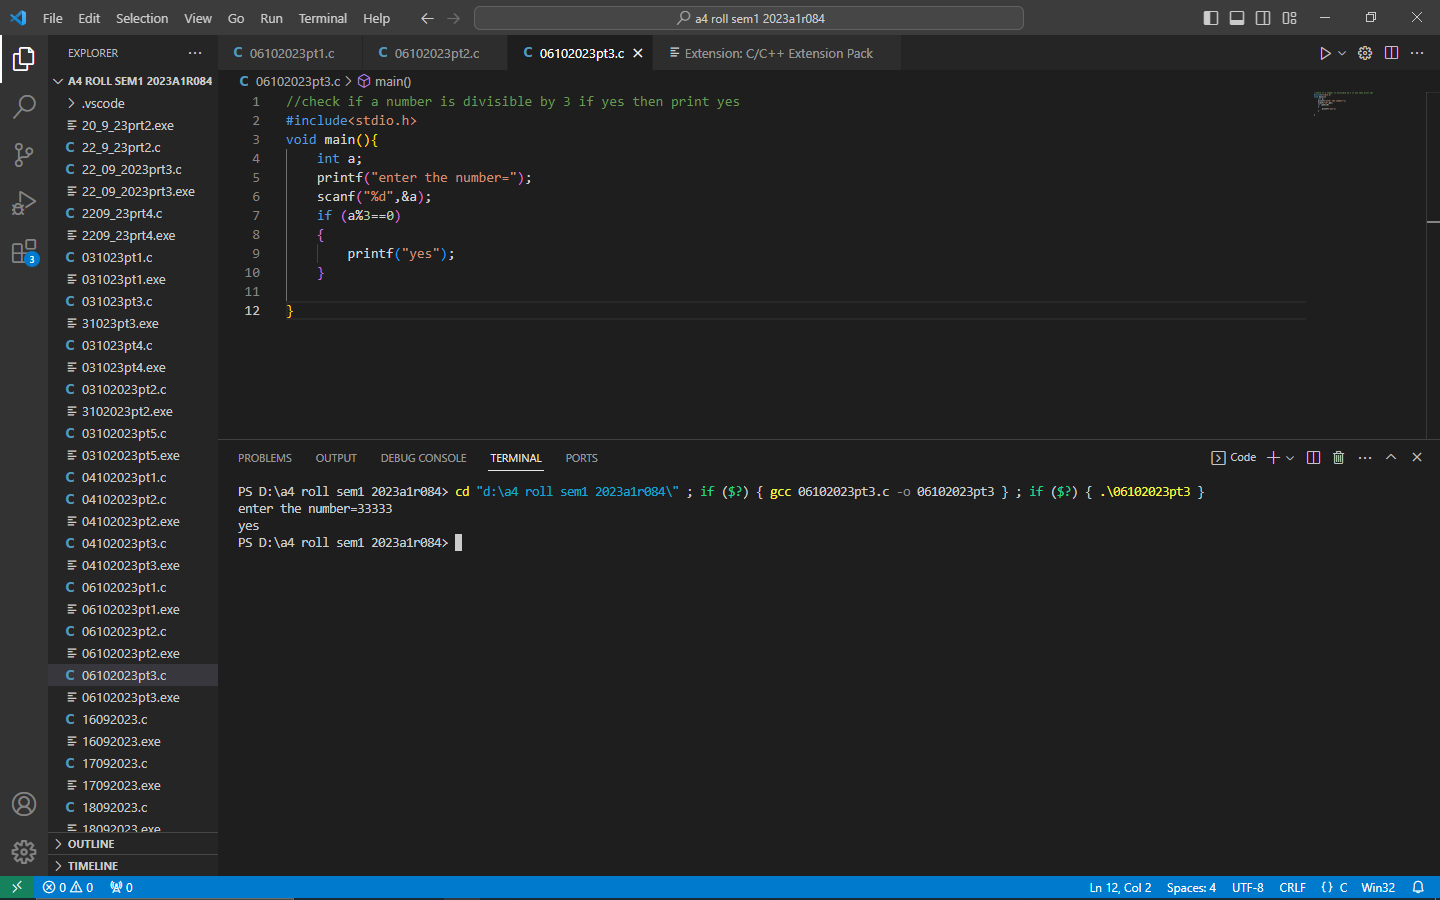 File Edit Selection View Go Run Terminal Help
a4 roll sem1 2023a1r084
EXPLORER
A4 ROLL SEM1 2023A1R084
.vscode
20_9_23prt2.exe
22_9_23prt2.c
22_09_2023prt3.c
22_09_2023prt3.exe
2209_23prt4.c
2209_23prt4.exe
031023pt1.c
031023pt1.exe
031023pt3.c
31023pt3.exe
031023pt4.c
031023pt4.exe
03102023pt2.c
3102023pt2.exe
03102023pt5.c
03102023pt5.exe
04102023pt1.c
04102023pt2.c
04102023pt2.exe
04102023pt3.c
04102023pt3.exe
06102023pt1.c
06102023pt1.exe
06102023pt2.c
06102023pt2.exe
06102023pt3.c
06102023pt3.exe
16092023.c
16092023.exe
17092023.c
17092023.exe
18092023.c
18092023.exe
OUTLINE
TIMELINE
3
C 06102023pt1.c C 06102023pt2.c C 06102023pt3.c Extension: C/C++ Extension Pack
C 06102023pt3.c > main()
1 //check if a number is divisible by 3 if yes then print yes
2 #include<stdio.h>
3 void main(){
4 int a;
5 printf("enter the number=");
6 scanf("%d",&a);
7 if (a%3==0)
8 {
9 printf("yes");
10 }
11
12 }
PROBLEMS OUTPUT DEBUG CONSOLE TERMINAL PORTS
Code
PS D:\a4 roll sem1 2023a1r084> cd "d:\a4 roll sem1 2023a1r084\" ; if ($?) { gcc 06102023pt3.c -o 06102023pt3 } ; if ($?) { .\06102023pt3 }
enter the number=33333
yes
PS D:\a4 roll sem1 2023a1r084>
0 0 0
Ln 12, Col 2 Spaces: 4 UTF-8 CRLF {} C Win32